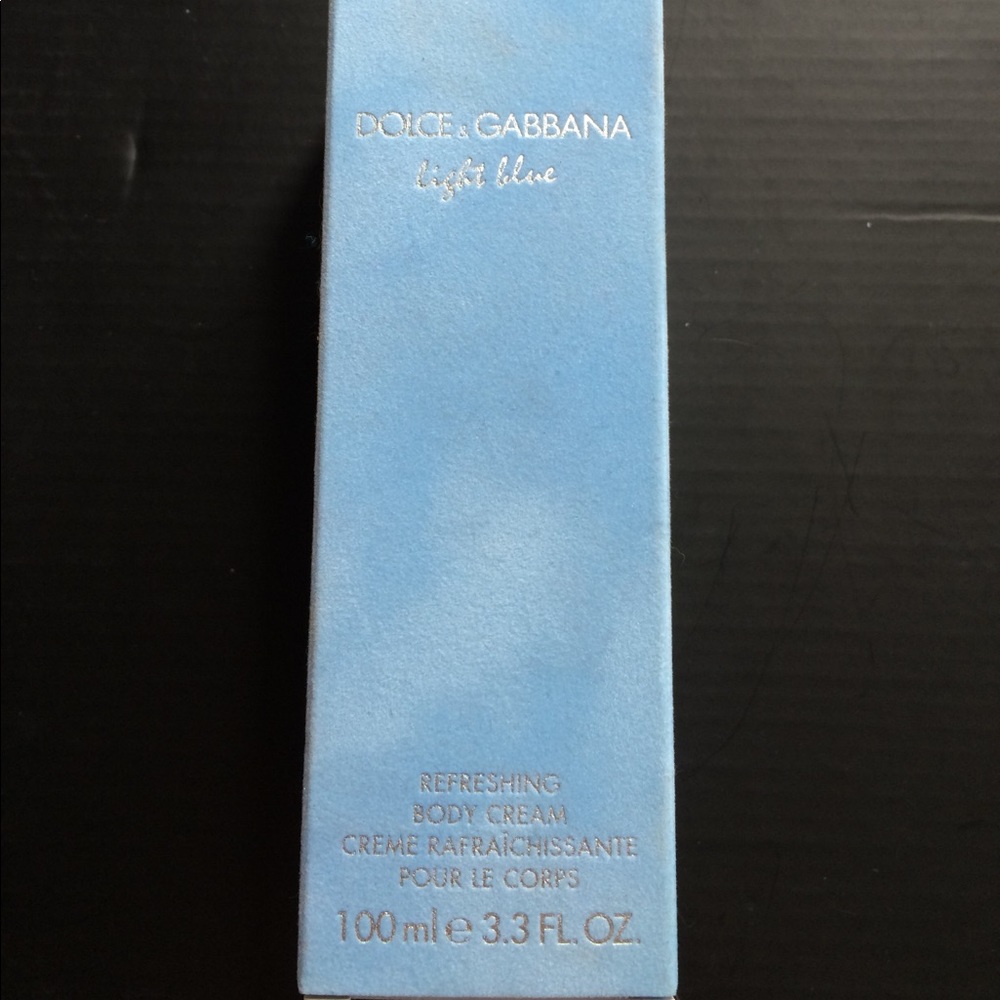 DOLCE & GABBANA
light blue
REFRESHING
BODY CREAM
CREME RAFRAÎCHISSANTE
POUR LE CORPS
100 ml ℮ 3.3 FL. OZ.